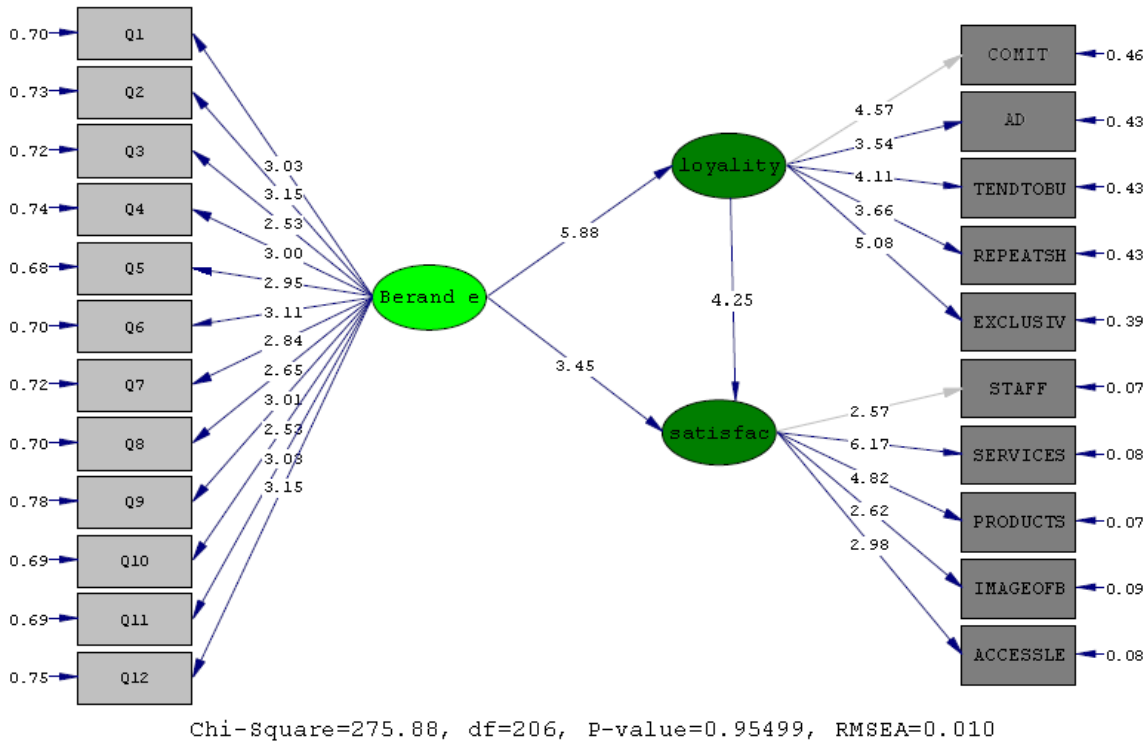 0.70
Q1
0.73
Q2
0.72
Q3
0.74
Q4
0.68
Q5
0.70
Q6
0.72
Q7
0.70
Q8
0.78
Q9
0.69
Q10
0.69
Q11
0.75
Q12
3.03
3.15
2.53
3.00
2.95
3.11
2.84
2.65
3.01
2.53
3.03
3.15
Berand e
5.88
3.45
loyality
4.25
satisfac
4.57
3.54
4.11
3.66
5.08
2.57
6.17
4.82
2.62
2.98
COMIT
0.46
AD
0.43
TENDTOBU
0.43
REPEATSH
0.43
EXCLUSIV
0.39
STAFF
0.07
SERVICES
0.08
PRODUCTS
0.07
IMAGEOFB
0.09
ACCESSLE
0.08
Chi-Square=275.88, df=206, P-value=0.95499, RMSEA=0.010